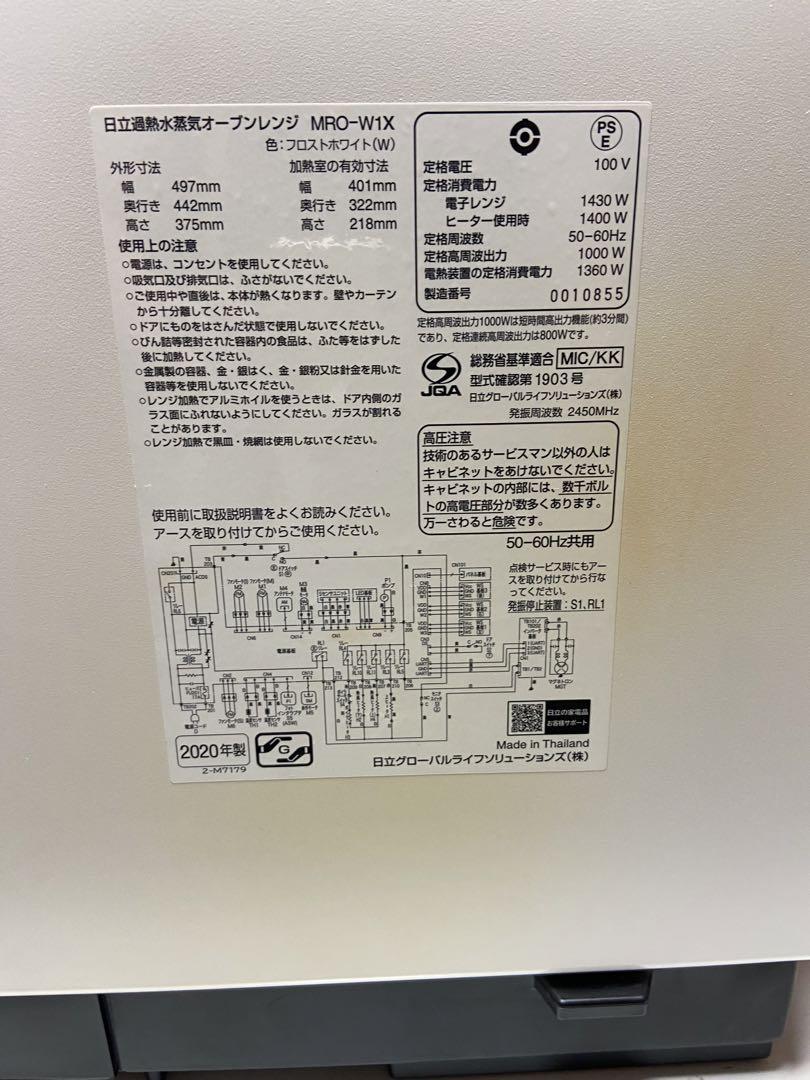 日立過熱水蒸気オーブンレンジ MRO-W1X
色:フロストホワイト(W)
外形寸法
幅 497mm
奥行き 442mm
高さ 375mm
加熱室の有効寸法
幅 401mm
奥行き 322mm
高さ 218mm
使用上の注意
○電源は、コンセントを使用してください。
○吸気口及び排気口は、ふさがないでください。
○ご使用中や直後は、本体が熱くなります。壁やカーテン
から十分離してください。
○ドアにものをはさんだ状態で使用しないでください。
○びん詰等密封された容器内の食品は、ふた等をはずした
後に加熱してください。
○金属製の容器、金・銀はく、金・銀粉又は針金を用いた
容器等を使用しないでください。
○レンジ加熱でアルミホイルを使うときは、ドア内側のガ
ラス面にふれないようにしてください。ガラスが割れる
ことがあります。
○レンジ加熱で黒皿・焼網は使用しないでください。
使用前に取扱説明書をよくお読みください。
アースを取り付けてからご使用ください。
PS
E
定格電圧 100V
定格消費電力
電子レンジ 1430W
ヒーター使用時 1400W
定格周波数 50-60Hz
定格高周波出力 1000W
電熱装置の定格消費電力 1360W
製造番号 0010855
定格高周波出力1000Wは短時間高出力機能(約3分間)
であり、定格連続高周波出力は800Wです。
JQA
総務省基準適合 MIC/KK
型式確認第1903号
日立グローバルライフソリューションズ(株)
発振周波数 2450MHz
高圧注意
技術のあるサービスマン以外の人は
キャビネットをあけないでください。
キャビネットの内部には、数千ボル
トの高電圧部分が数多くあります。
万一さわると危険です。
50-60Hz共用
点検サービス時にもアー
スを取り付けてから行な
ってください。
発振停止装置:S1、RL1
電源基板
マグネトロン
MGT
日立の家電品
お客様サポート
2020年製
G
2-M7179
Made in Thailand
日立グローバルライフソリューションズ(株)